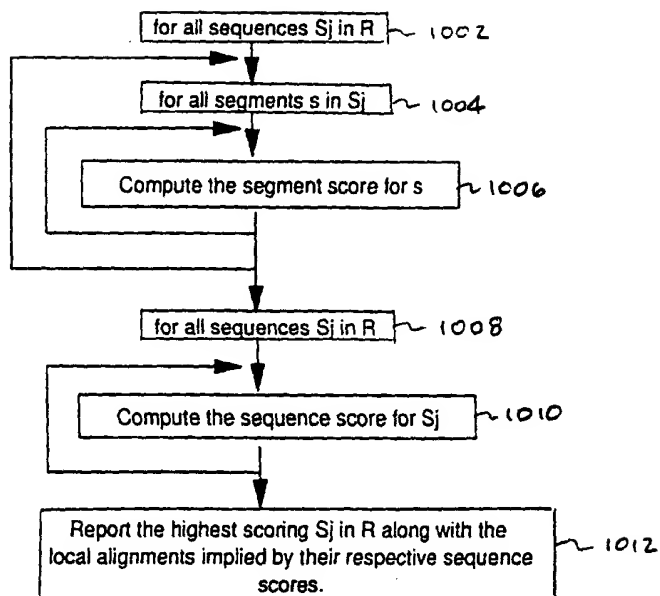 for all sequences Sj in R 1002
for all segments s in Sj 1004
Compute the segment score for s 1006
for all sequences Sj in R 1008
Compute the sequence score for Sj 1010
Report the highest scoring Sj in R along with the
local alignments implied by their respective sequence
scores. 1012